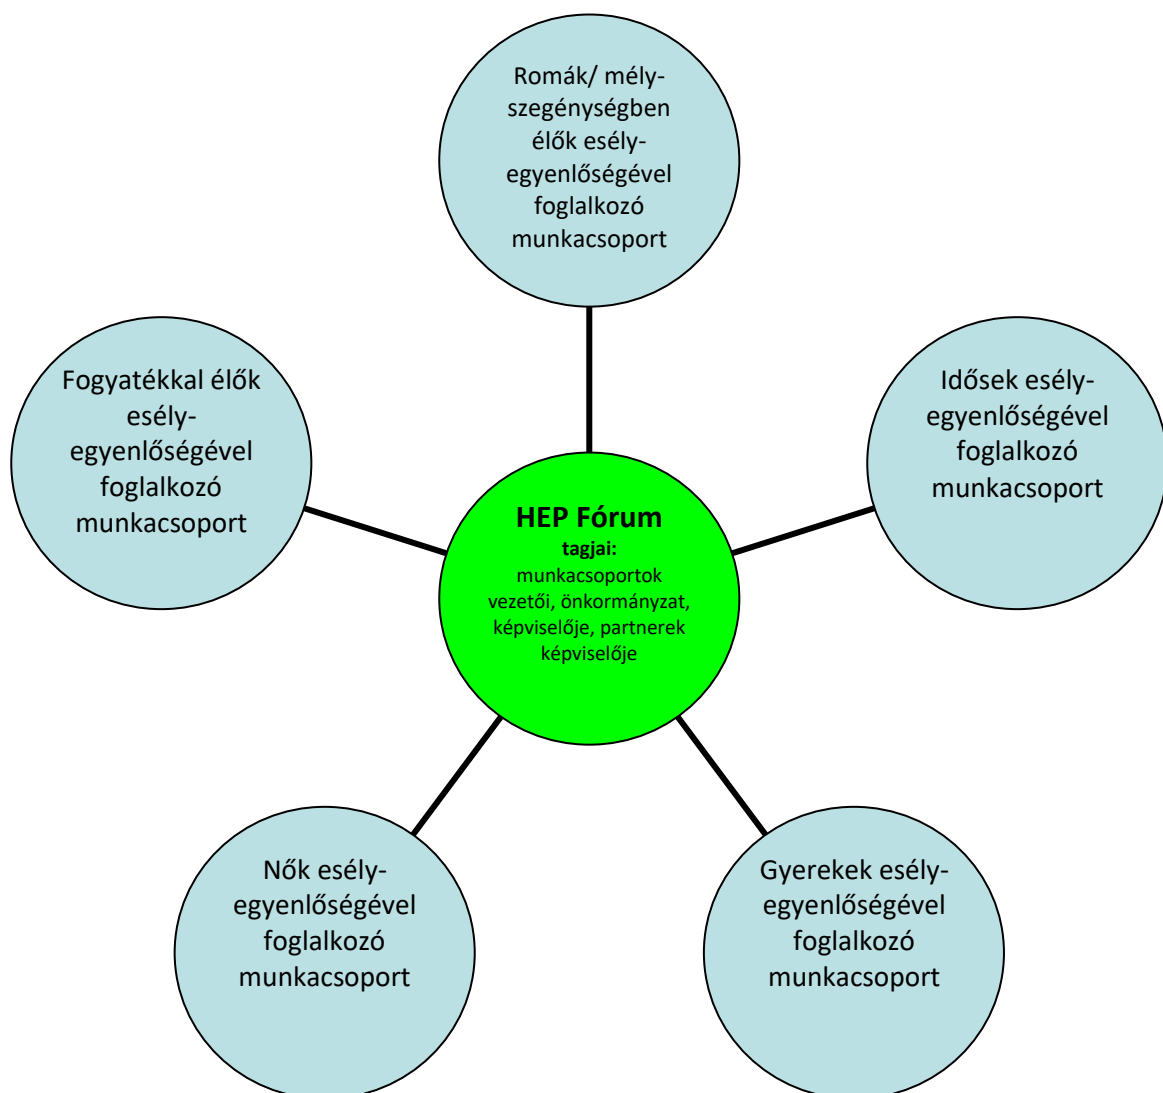 Romák/ mély-
szegénységben
élők esély-
egyenlőségével
foglalkozó
munkacsoport
Fogyatékkal élők
esély-
egyenlőségével
foglalkozó
munkacsoport
Idősek esély-
egyenlőségével
foglalkozó
munkacsoport
HEP Fórum
tagjai:
munkacsoportok
vezetői, önkormányzat,
képviselője, partnerek
képviselője
Nők esély-
egyenlőségével
foglalkozó
munkacsoport
Gyerekek esély-
egyenlőségével
foglalkozó
munkacsoport